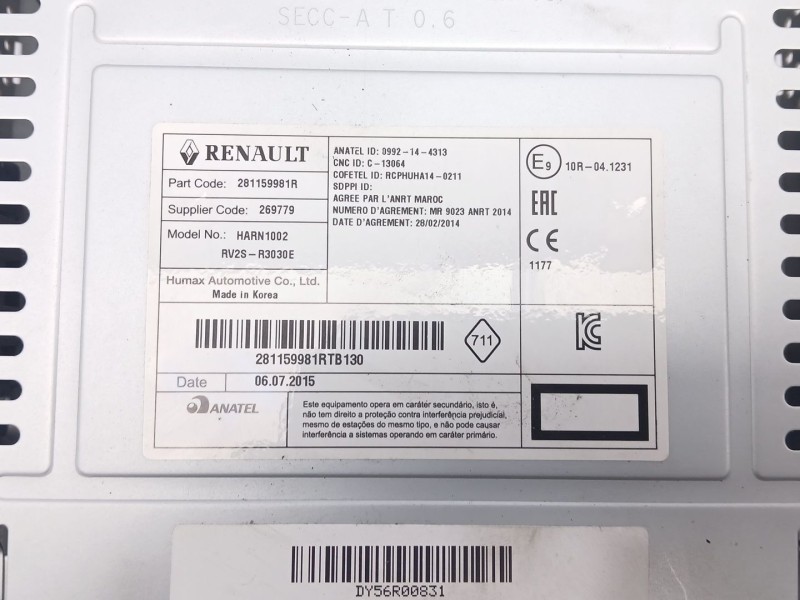 SECC-A T 0.6
RENAULT
Part Code: 281159981R
Supplier Code: 269779
Model No.: HARN1002
RV2S-R3030E
Humax Automotive Co., Ltd.
Made in Korea
ANATEL ID: 0992-14-4313
CNC ID: C-13064
COFETEL ID: RCPHUHA14-0211
SDPPI ID:
AGREE PAR L'ANRT MAROC
NUMERO D'AGREMENT: MR 9023 ANRT 2014
DATE D'AGREMENT: 28/02/2014
E9 10R-04.1231
EAC
CE
1177
281159981RTB130
711
KC
Date 06.07.2015
ANATEL
Este equipamento opera em caráter secundário, isto é,
não tem direito a proteção contra interferência prejudicial,
mesmo de estações do mesmo tipo, e não pode causar
interferência a sistemas operando em caráter primário.
DY56R00831